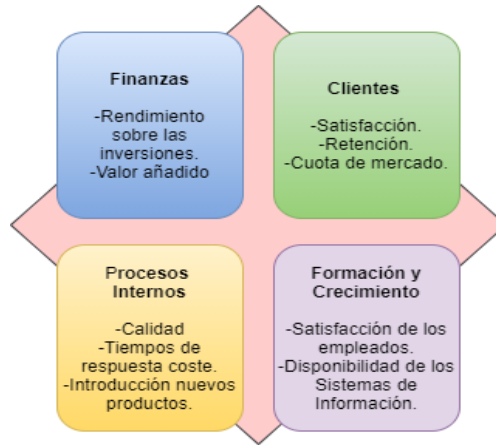 Finanzas
-Rendimiento
sobre las
inversiones.
-Valor añadido
Clientes
-Satisfacción.
-Retención.
-Cuota de mercado.
Procesos
Internos
-Calidad
-Tiempos de
respuesta coste.
-Introducción nuevos
productos.
Formación y
Crecimiento
-Satisfacción de los
empleados.
-Disponibilidad de los
Sistemas de
Información.